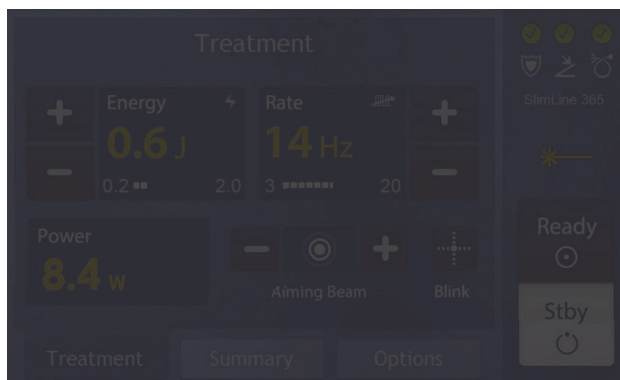 Treatment
Energy
0.6 J
0.2
2.0
Rate
14 Hz
3
20
SlimLine 365
Power
8.4 W
Aiming Beam
Blink
Ready
Stby
Treatment
Summary
Options